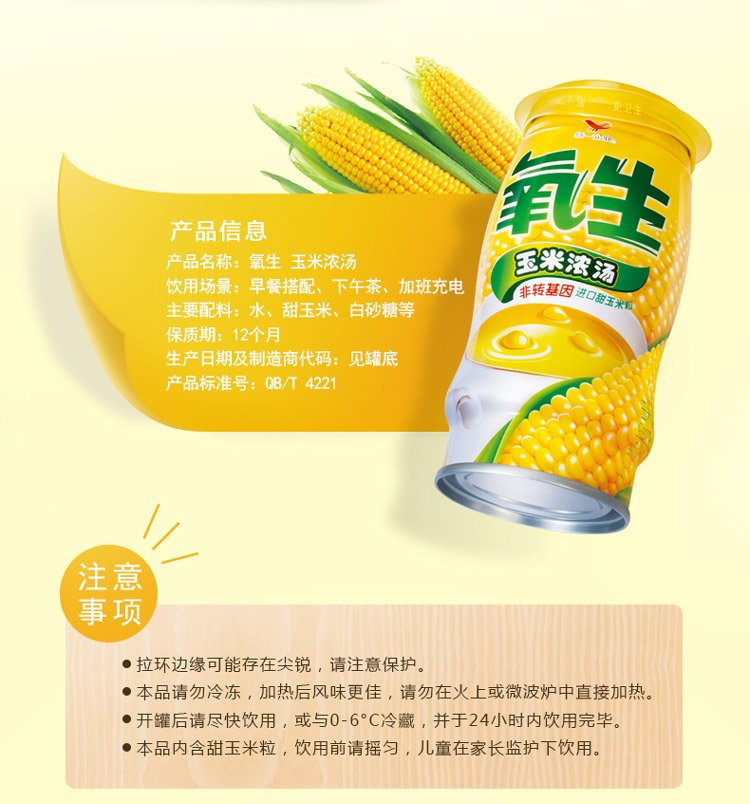 统一企业
氧生
玉米浓汤
非转基因 进口甜玉米粒
产品信息
产品名称：氧生 玉米浓汤
饮用场景：早餐搭配、下午茶、加班充电
主要配料：水、甜玉米、白砂糖等
保质期：12个月
生产日期及制造商代码：见罐底
产品标准号：QB/T 4221
注意
事项
●拉环边缘可能存在尖锐，请注意保护。
●本品请勿冷冻，加热后风味更佳，请勿在火上或微波炉中直接加热。
●开罐后请尽快饮用，或与0-6°C冷藏，并于24小时内饮用完毕。
●本品内含甜玉米粒，饮用前请摇匀，儿童在家长监护下饮用。